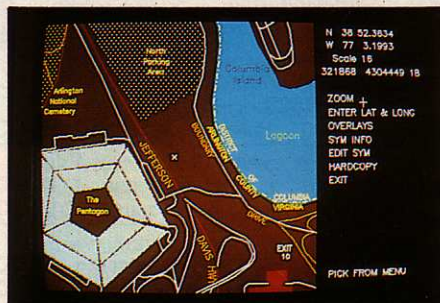 North
Parking
Area
Columbia
Island
Arlington
National
Cemetery
Lagoon
JEFFERSON
BOUNDARY
ARLINGTON
DISTRICT
COUNTY
OF
COLUMBIA
VIRGINIA
DRIVE
The
Pentagon
DAVIS HW
EXIT
10
N 38 52.3634
W 77 3.1993
Scale 16
321868 4304449 18
ZOOM
ENTER LAT & LONG
OVERLAYS
SYM INFO
EDIT SYM
HARDCOPY
EXIT
PICK FROM MENU